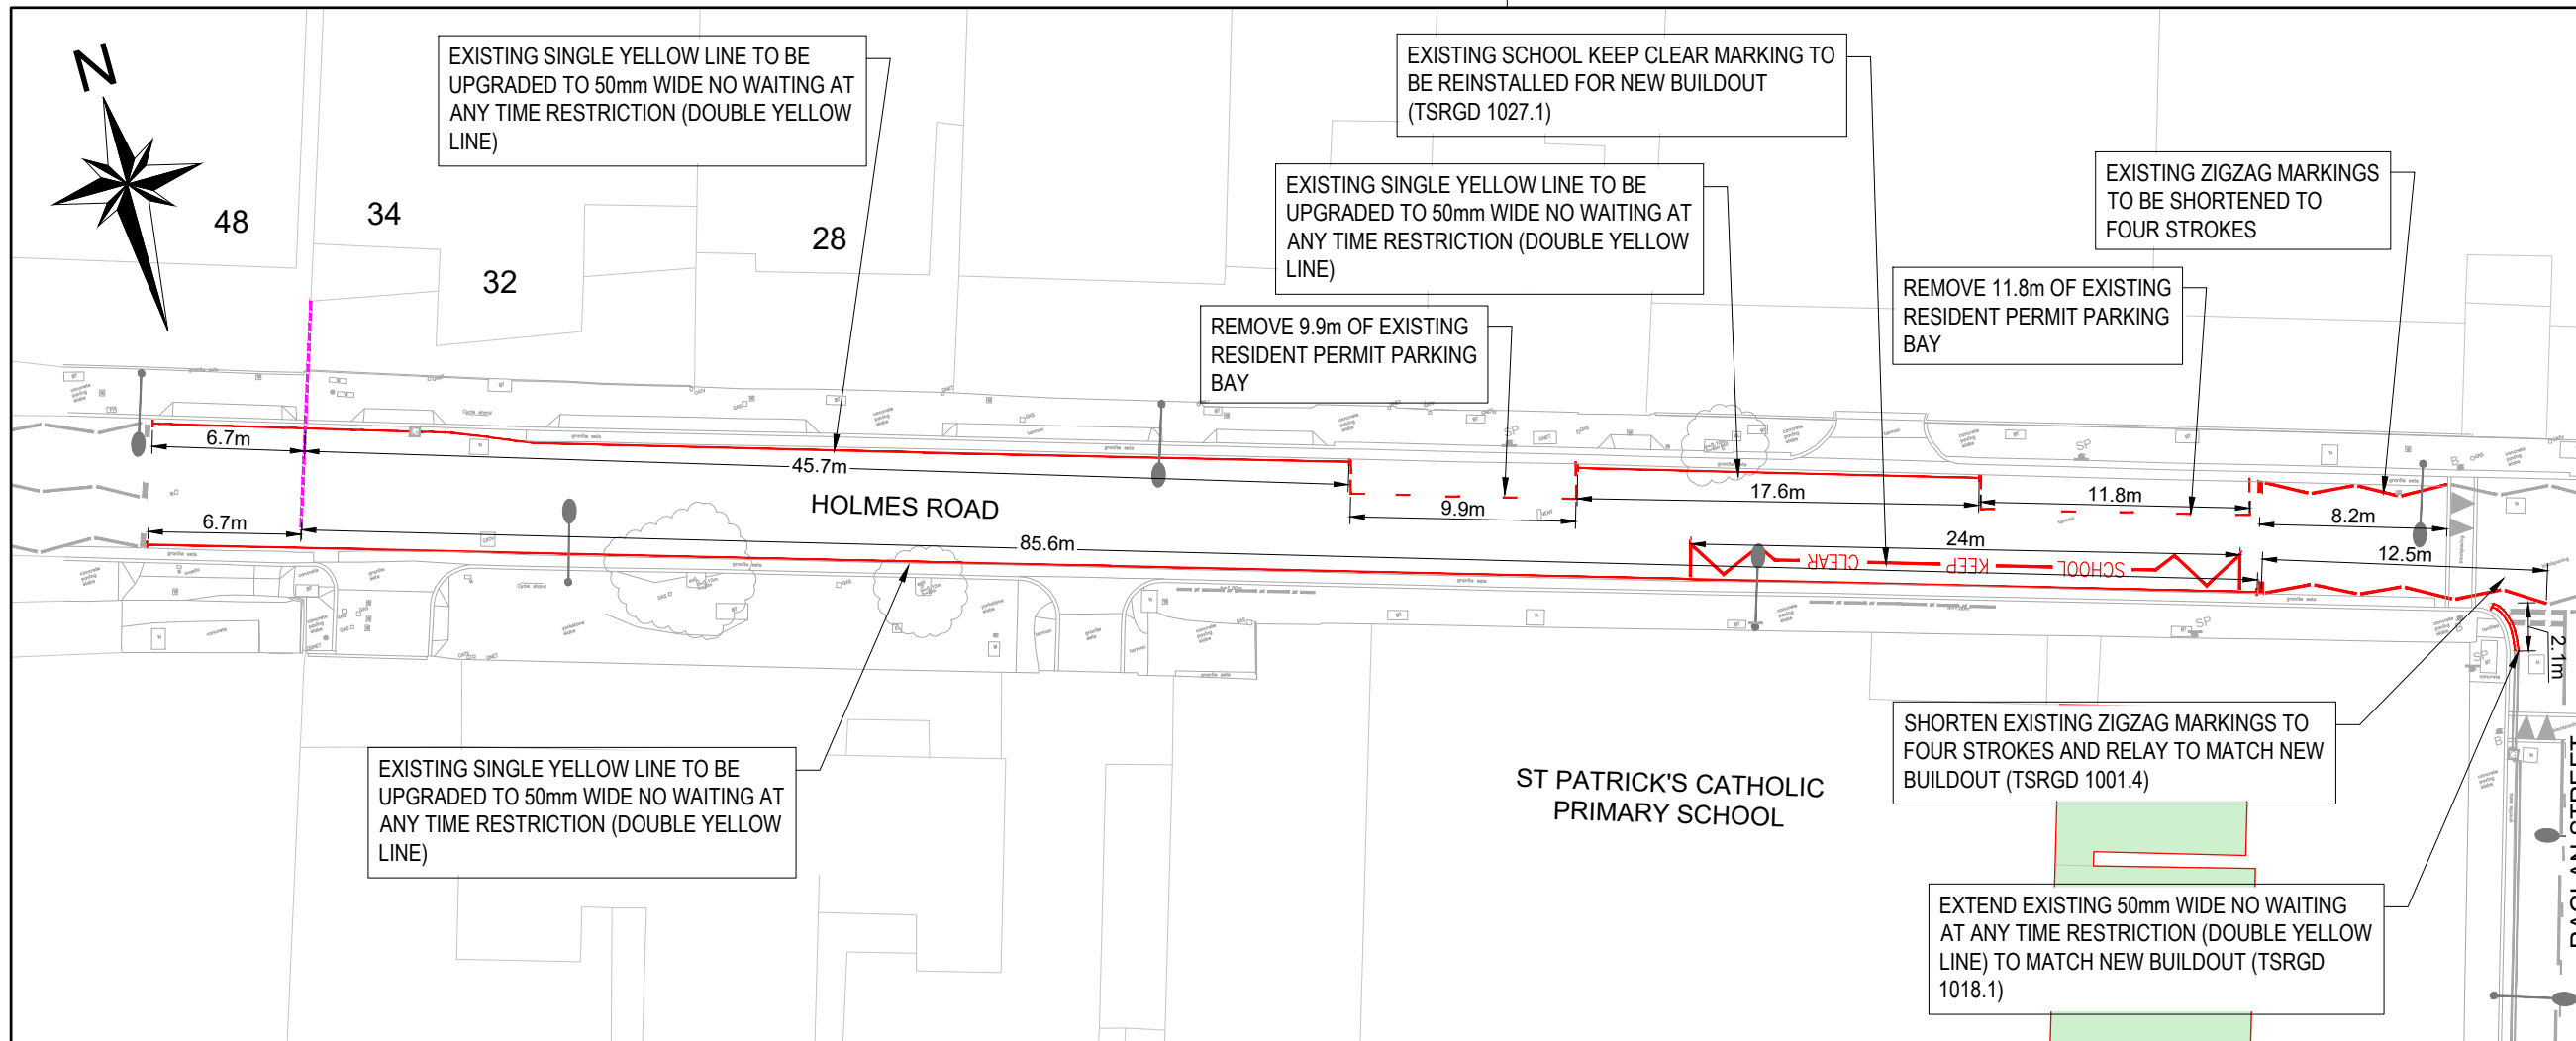 N
EXISTING SINGLE YELLOW LINE TO BE
UPGRADED TO 50mm WIDE NO WAITING AT
ANY TIME RESTRICTION (DOUBLE YELLOW
LINE)
EXISTING SCHOOL KEEP CLEAR MARKING TO
BE REINSTALLED FOR NEW BUILDOUT
(TSRGD 1027.1)
EXISTING SINGLE YELLOW LINE TO BE
UPGRADED TO 50mm WIDE NO WAITING AT
ANY TIME RESTRICTION (DOUBLE YELLOW
LINE)
EXISTING ZIGZAG MARKINGS
TO BE SHORTENED TO
FOUR STROKES
48
34
32
28
REMOVE 9.9m OF EXISTING
RESIDENT PERMIT PARKING
BAY
REMOVE 11.8m OF EXISTING
RESIDENT PERMIT PARKING
BAY
6.7m
45.7m
9.9m
17.6m
11.8m
8.2m
HOLMES ROAD
6.7m
85.6m
24m
12.5m
SCHOOL KEEP CLEAR
2.1m
EXISTING SINGLE YELLOW LINE TO BE
UPGRADED TO 50mm WIDE NO WAITING AT
ANY TIME RESTRICTION (DOUBLE YELLOW
LINE)
ST PATRICK'S CATHOLIC
PRIMARY SCHOOL
SHORTEN EXISTING ZIGZAG MARKINGS TO
FOUR STROKES AND RELAY TO MATCH NEW
BUILDOUT (TSRGD 1001.4)
EXTEND EXISTING 50mm WIDE NO WAITING
AT ANY TIME RESTRICTION (DOUBLE YELLOW
LINE) TO MATCH NEW BUILDOUT (TSRGD
1018.1)
RAGLAN STREET